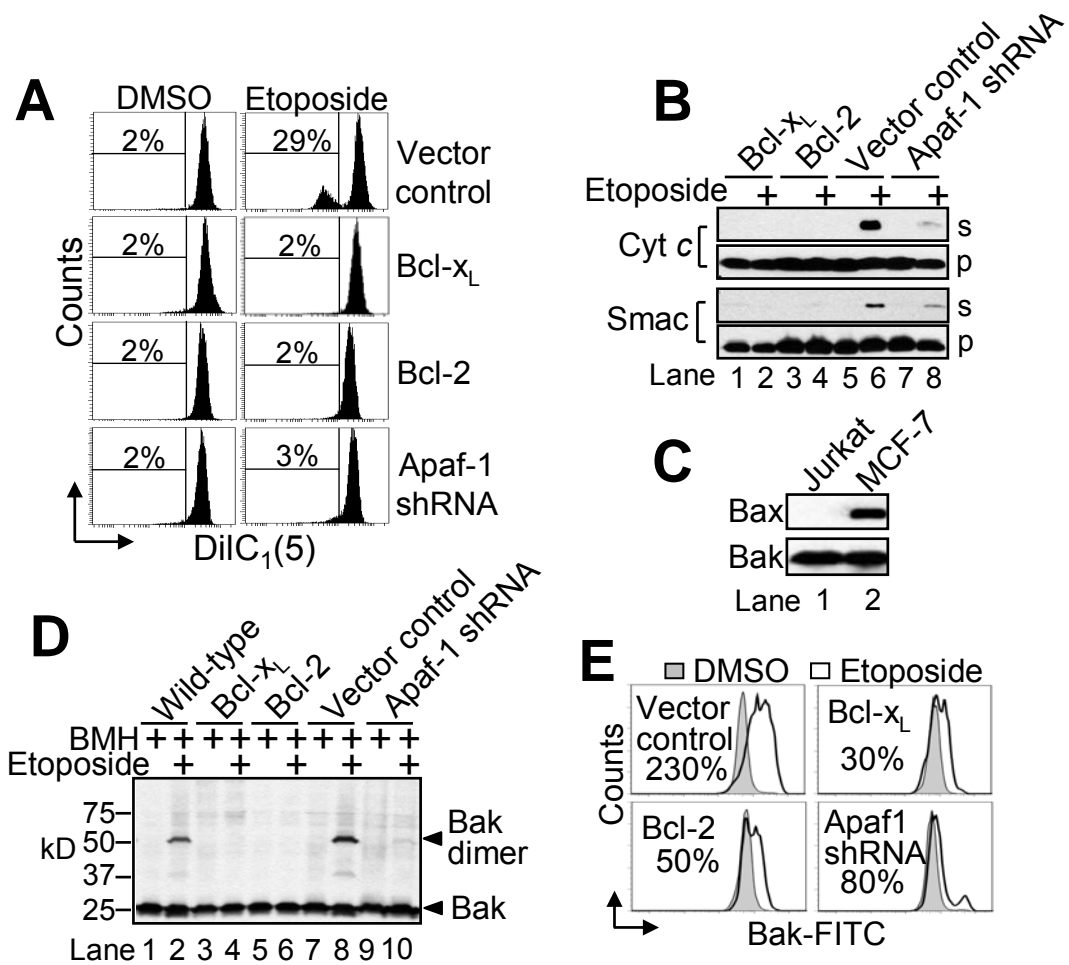 A
DMSO Etoposide
2% 29% Vector control
2% 2% Bcl-xL
2% 2% Bcl-2
2% 3% Apaf-1 shRNA
Counts
DiIC1(5)
B
Bcl-xL Bcl-2 Vector control Apaf-1 shRNA
Etoposide + + + +
Cyt c s
p
Smac s
p
Lane 1 2 3 4 5 6 7 8
C
Jurkat MCF-7
Bax
Bak
Lane 1 2
D
Wild-type Bcl-xL Bcl-2 Vector control Apaf-1 shRNA
BMH + + + + + + + + + +
Etoposide + + + + +
75
kD 50 Bak dimer
37
25 Bak
Lane 1 2 3 4 5 6 7 8 9 10
E
DMSO Etoposide
Vector control 230% Bcl-xL 30%
Bcl-2 50% Apaf1 shRNA 80%
Counts
Bak-FITC